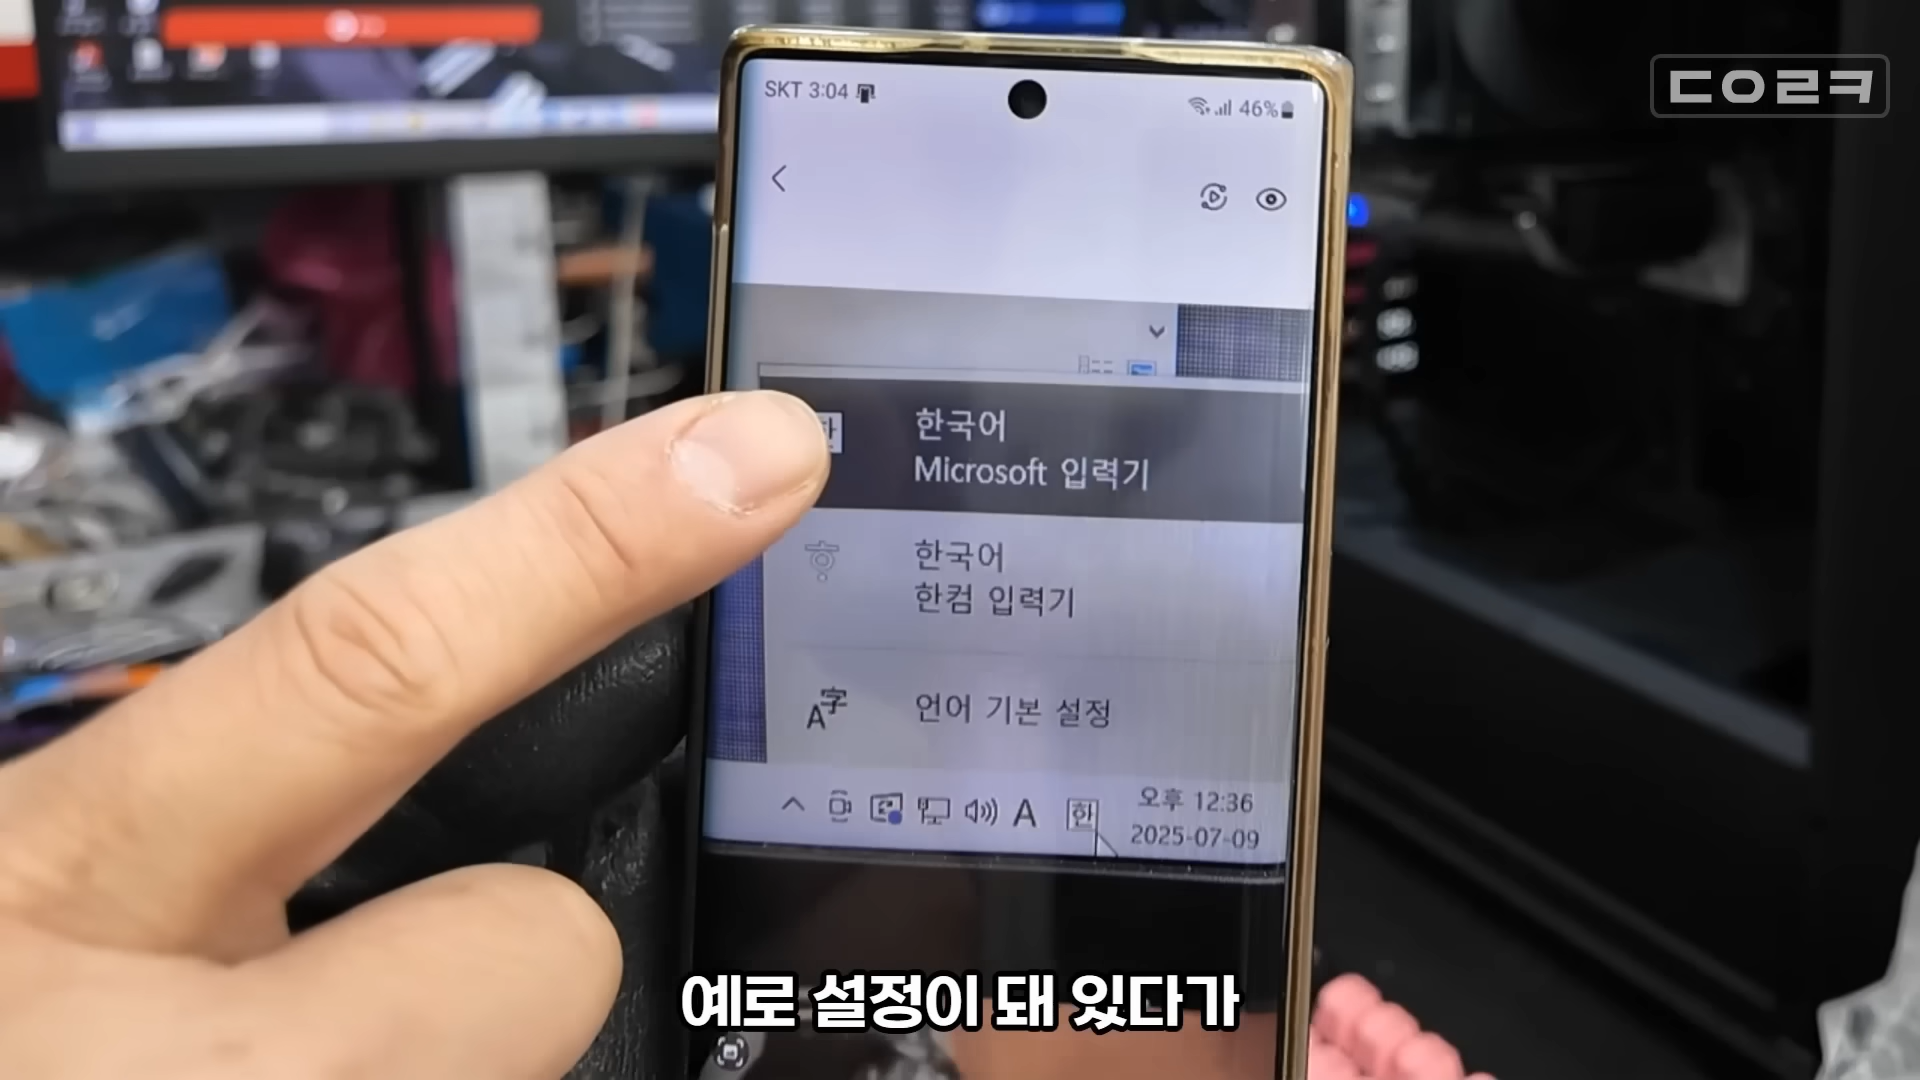 SKT 3:04
46%
ㄷㅇㄹㅋ
한국어
Microsoft 입력기
한국어
한컴 입력기
언어 기본 설정
A 한
오후 12:36
2025-07-09
예로 설정이 돼 있다가